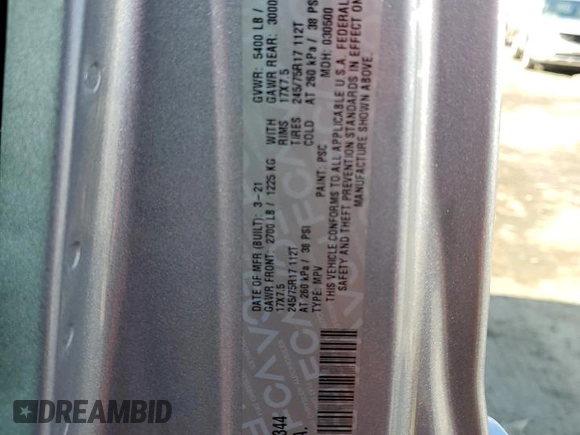 DATE OF MFR (BUILT): 3-21 GVWR: 5400 LB /
GAWR FRONT: 2700 LB / 1225 KG WITH GAWR REAR: 3000
17X7.5 RIMS 17X7.5
245/75R17 112T TIRES 245/75R17 112T
AT 260 kPa / 38 PSI COLD AT 260 kPa / 38 PS
TYPE: MPV PAINT: PSC MDH: 030500
THIS VEHICLE CONFORMS TO ALL APPLICABLE U.S.A. FEDERAL
SAFETY AND THEFT PREVENTION STANDARDS IN EFFECT ON
MANUFACTURE SHOWN ABOVE.
344
DREAMBID